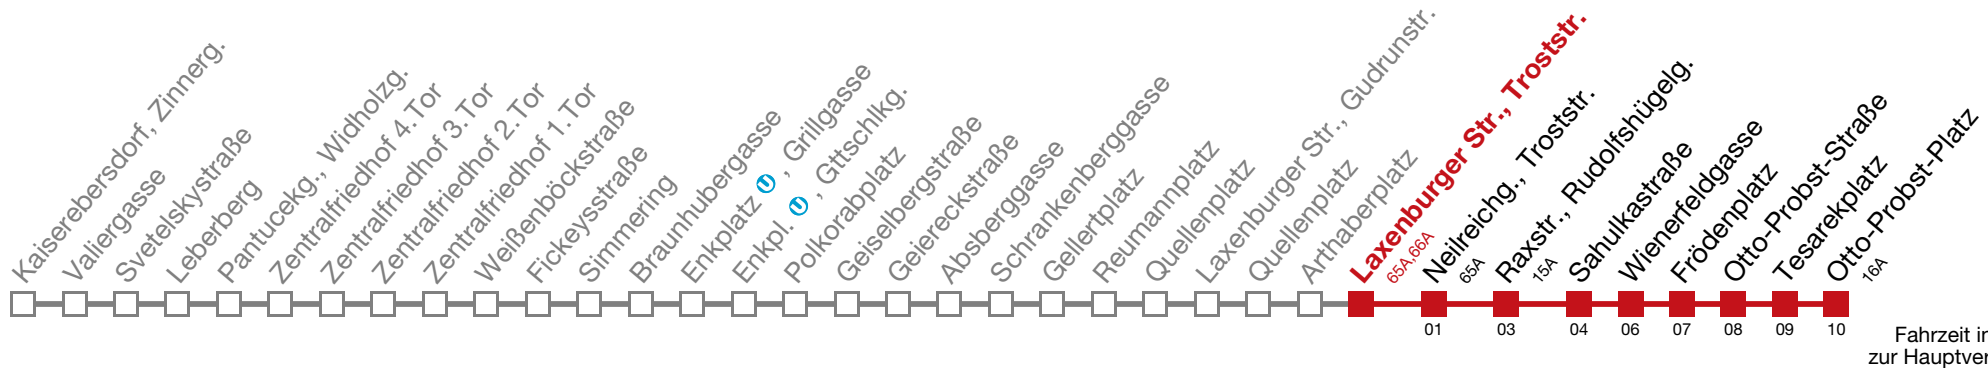 Kaiserebersdorf, Zinnerg.
Valiergasse
Svetelskystraße
Leberberg
Pantucekg., Widholzg.
Zentralfriedhof 4.Tor
Zentralfriedhof 3.Tor
Zentralfriedhof 2.Tor
Zentralfriedhof 1.Tor
Weißenböckstraße
Fickeysstraße
Simmering
Braunhubergasse
Enkplatz U, Grillgasse
Enkpl. U, Gttschlkg.
Polkorabplatz
Geiselbergstraße
Geiereckstraße
Absberggasse
Schrankenberggasse
Gellertplatz
Reumannplatz
Quellenplatz
Laxenburger Str., Gudrunstr.
Quellenplatz
Arthaberplatz
Laxenburger Str., Troststr.
65A,66A
Neilreichg., Troststr.
65A
Raxstr., Rudolfshügelg.
15A
Sahulkastraße
Wienerfeldgasse
Frödenplatz
Otto-Probst-Straße
Tesarekplatz
Otto-Probst-Platz
16A
01 03 04 06 07 08 09 10
Fahrzeit in
zur Hauptver